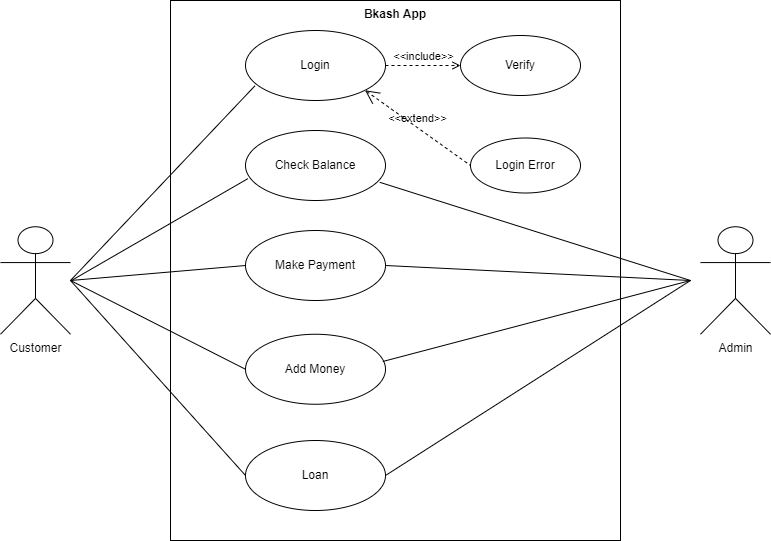 Bkash App
Login
<<include>>
Verify
<<extend>>
Check Balance
Login Error
Make Payment
Customer
Admin
Add Money
Loan